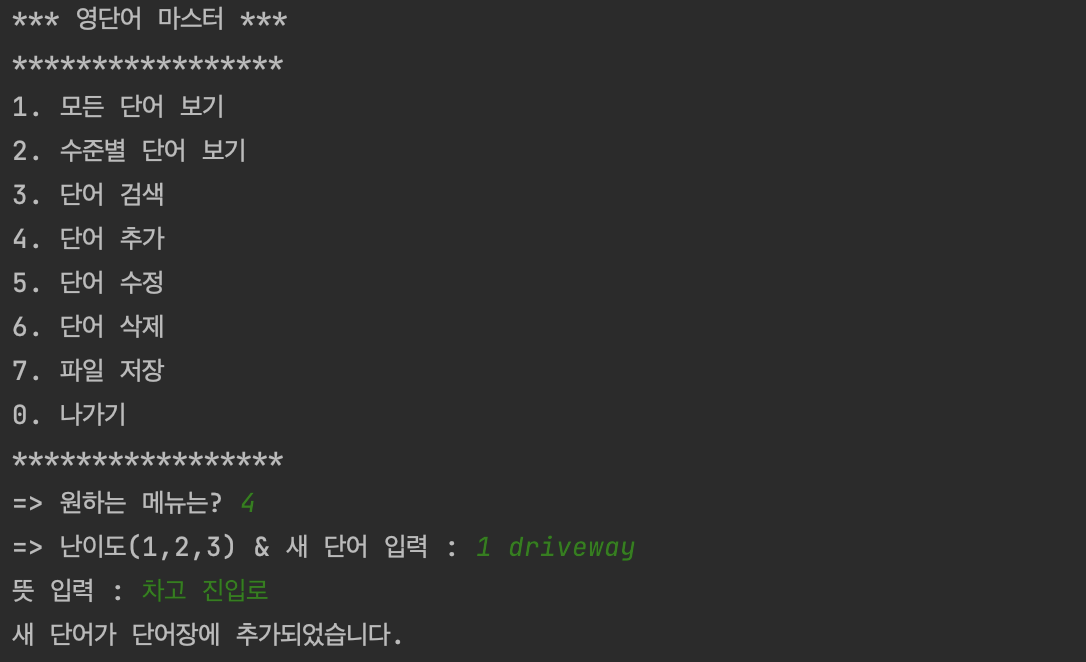 *** 영단어 마스터 ***
*****************
1. 모든 단어 보기
2. 수준별 단어 보기
3. 단어 검색
4. 단어 추가
5. 단어 수정
6. 단어 삭제
7. 파일 저장
0. 나가기
*****************
=> 원하는 메뉴는? 4
=> 난이도(1,2,3) & 새 단어 입력 : 1 driveway
뜻 입력 : 차고 진입로
새 단어가 단어장에 추가되었습니다.